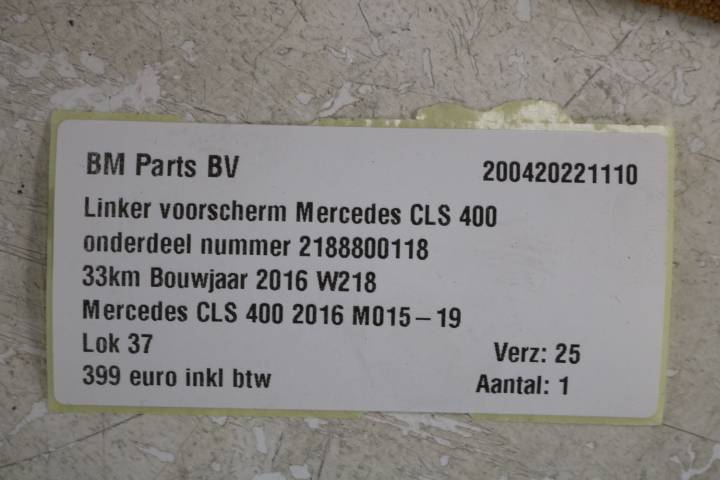 BM Parts BV 200420221110
Linker voorscherm Mercedes CLS 400
onderdeel nummer 2188800118
33km Bouwjaar 2016 W218
Mercedes CLS 400 2016 M015-19
Lok 37 Verz: 25
399 euro inkl btw Aantal: 1